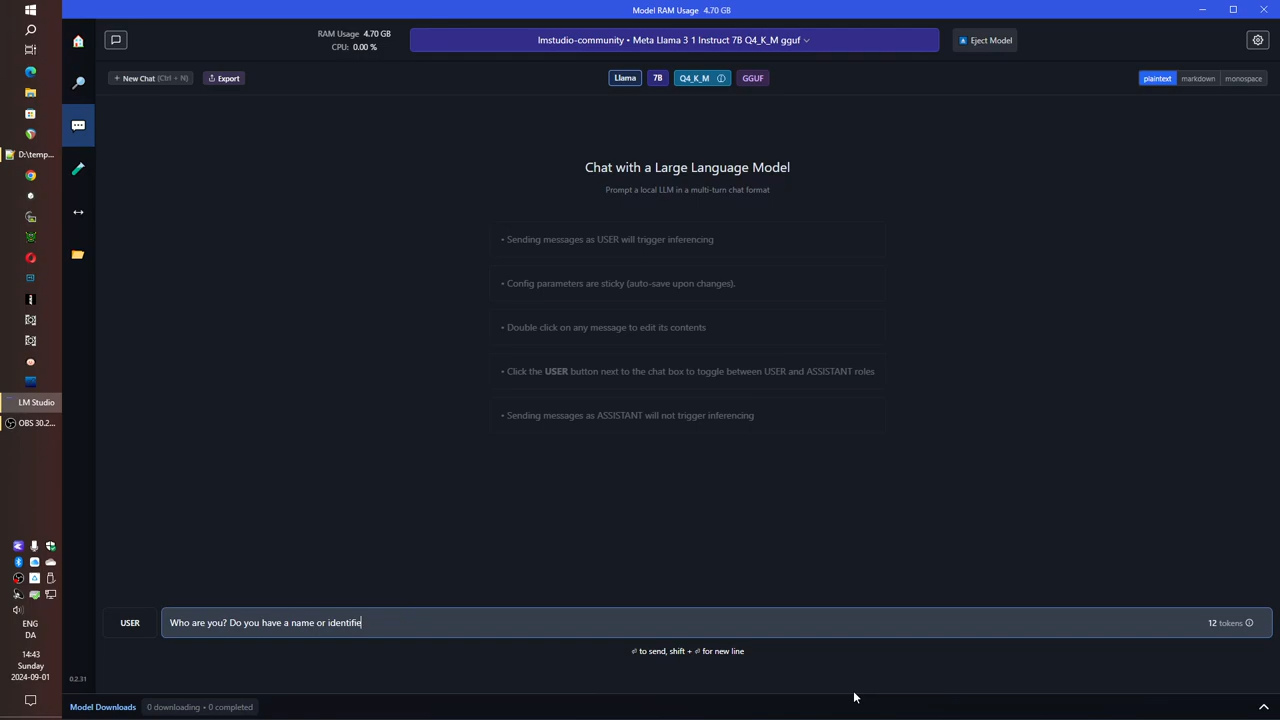 Model RAM Usage 4.70 GB
RAM Usage 4.70 GB
CPU: 0.00 %
lmstudio-community • Meta Llama 3 1 Instruct 7B Q4_K_M gguf
Eject Model
+ New Chat (Ctrl + N)
Export
Llama
7B
Q4_K_M
GGUF
plaintext
markdown
monospace
D:\temp...
Chat with a Large Language Model
Prompt a local LLM in a multi-turn chat format
• Sending messages as USER will trigger inferencing
• Config parameters are sticky (auto-save upon changes).
• Double click on any message to edit its contents
• Click the USER button next to the chat box to toggle between USER and ASSISTANT roles
• Sending messages as ASSISTANT will not trigger inferencing
LM Studio
OBS 30.2...
USER
Who are you? Do you have a name or identifie
12 tokens
⏎ to send, shift + ⏎ for new line
ENG
DA
14:43
Sunday
2024-09-01
0.2.31
Model Downloads
0 downloading • 0 completed